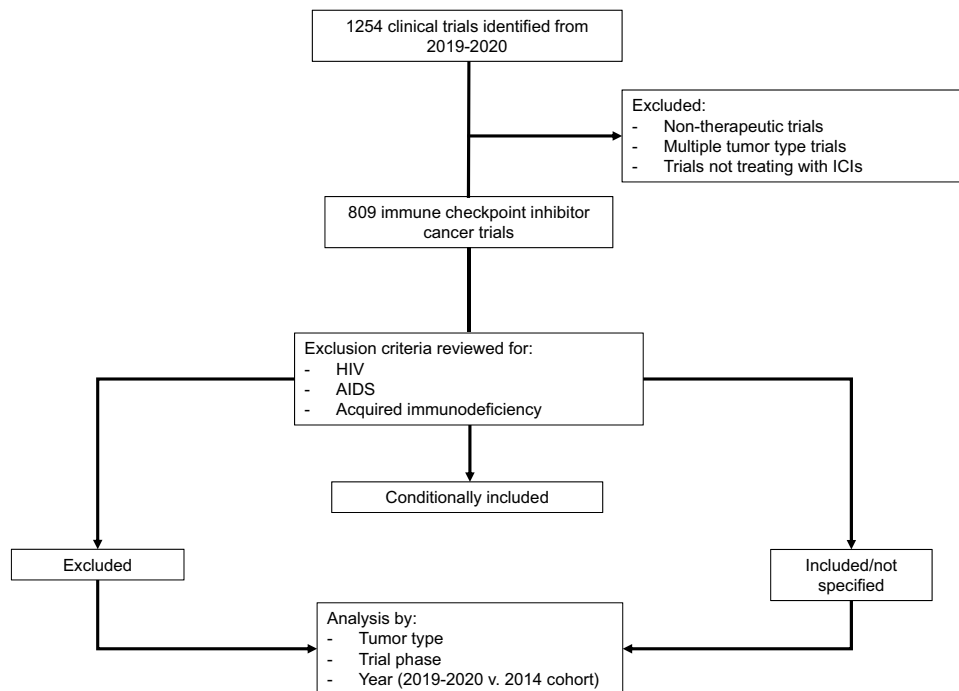 1254 clinical trials identified from
2019-2020
Excluded:
- Non-therapeutic trials
- Multiple tumor type trials
- Trials not treating with ICIs
809 immune checkpoint inhibitor
cancer trials
Exclusion criteria reviewed for:
- HIV
- AIDS
- Acquired immunodeficiency
Conditionally included
Excluded
Included/not
specified
Analysis by:
- Tumor type
- Trial phase
- Year (2019-2020 v. 2014 cohort)